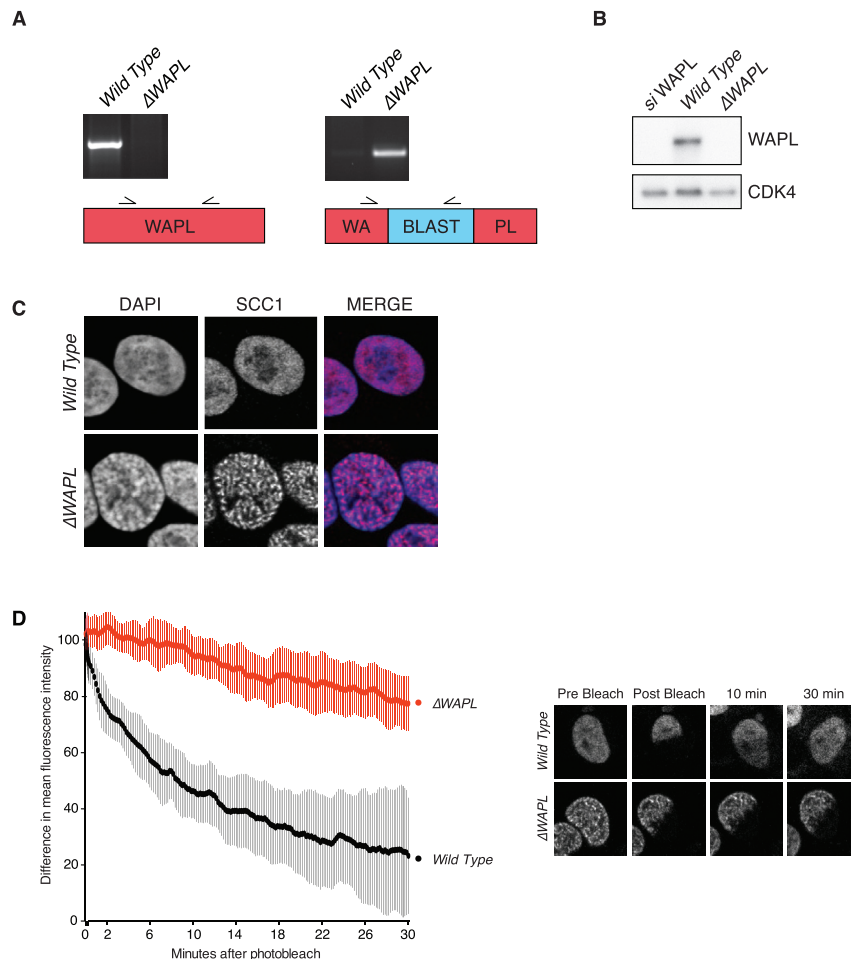 A
Wild Type
ΔWAPL
WAPL
Wild Type
ΔWAPL
WA BLAST PL
B
si WAPL
Wild Type
ΔWAPL
WAPL
CDK4
C
DAPI SCC1 MERGE
Wild Type
ΔWAPL
D
Difference in mean fluorescence intensity
100
80
60
40
20
0
0 2 6 10 14 18 22 26 30
Minutes after photobleach
ΔWAPL
Wild Type
Pre Bleach Post Bleach 10 min 30 min
Wild Type
ΔWAPL